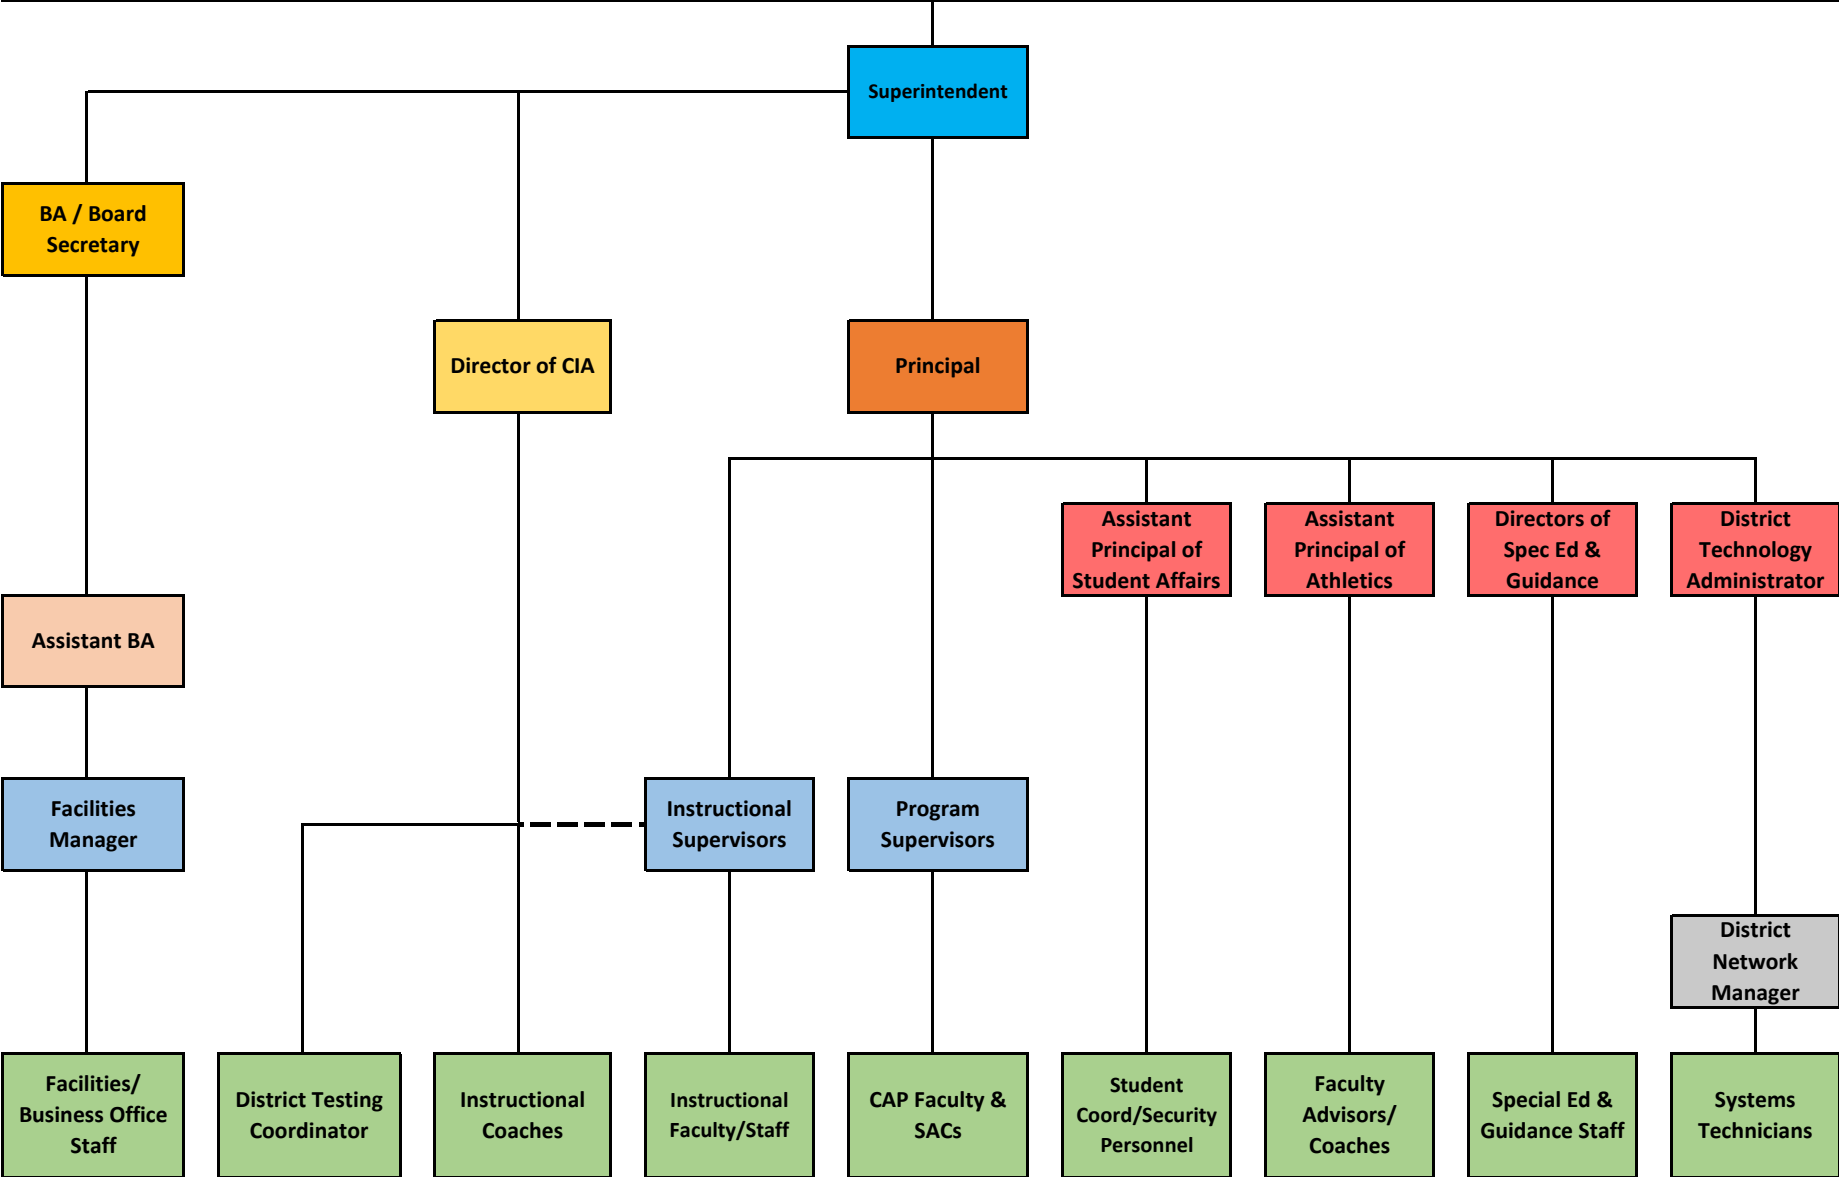 Superintendent
BA / Board
Secretary
Director of CIA
Principal
Assistant
Principal of
Student Affairs
Assistant
Principal of
Athletics
Directors of
Spec Ed &
Guidance
District
Technology
Administrator
Assistant BA
Facilities
Manager
Instructional
Supervisors
Program
Supervisors
District
Network
Manager
Facilities/
Business Office
Staff
District Testing
Coordinator
Instructional
Coaches
Instructional
Faculty/Staff
CAP Faculty &
SACs
Student
Coord/Security
Personnel
Faculty
Advisors/
Coaches
Special Ed &
Guidance Staff
Systems
Technicians